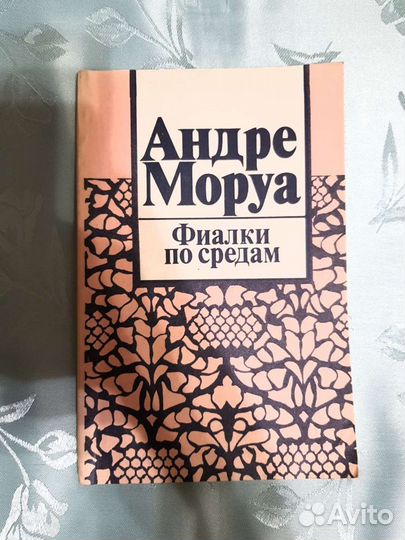 Андре
Моруа
Фиалки
по средам
Avito